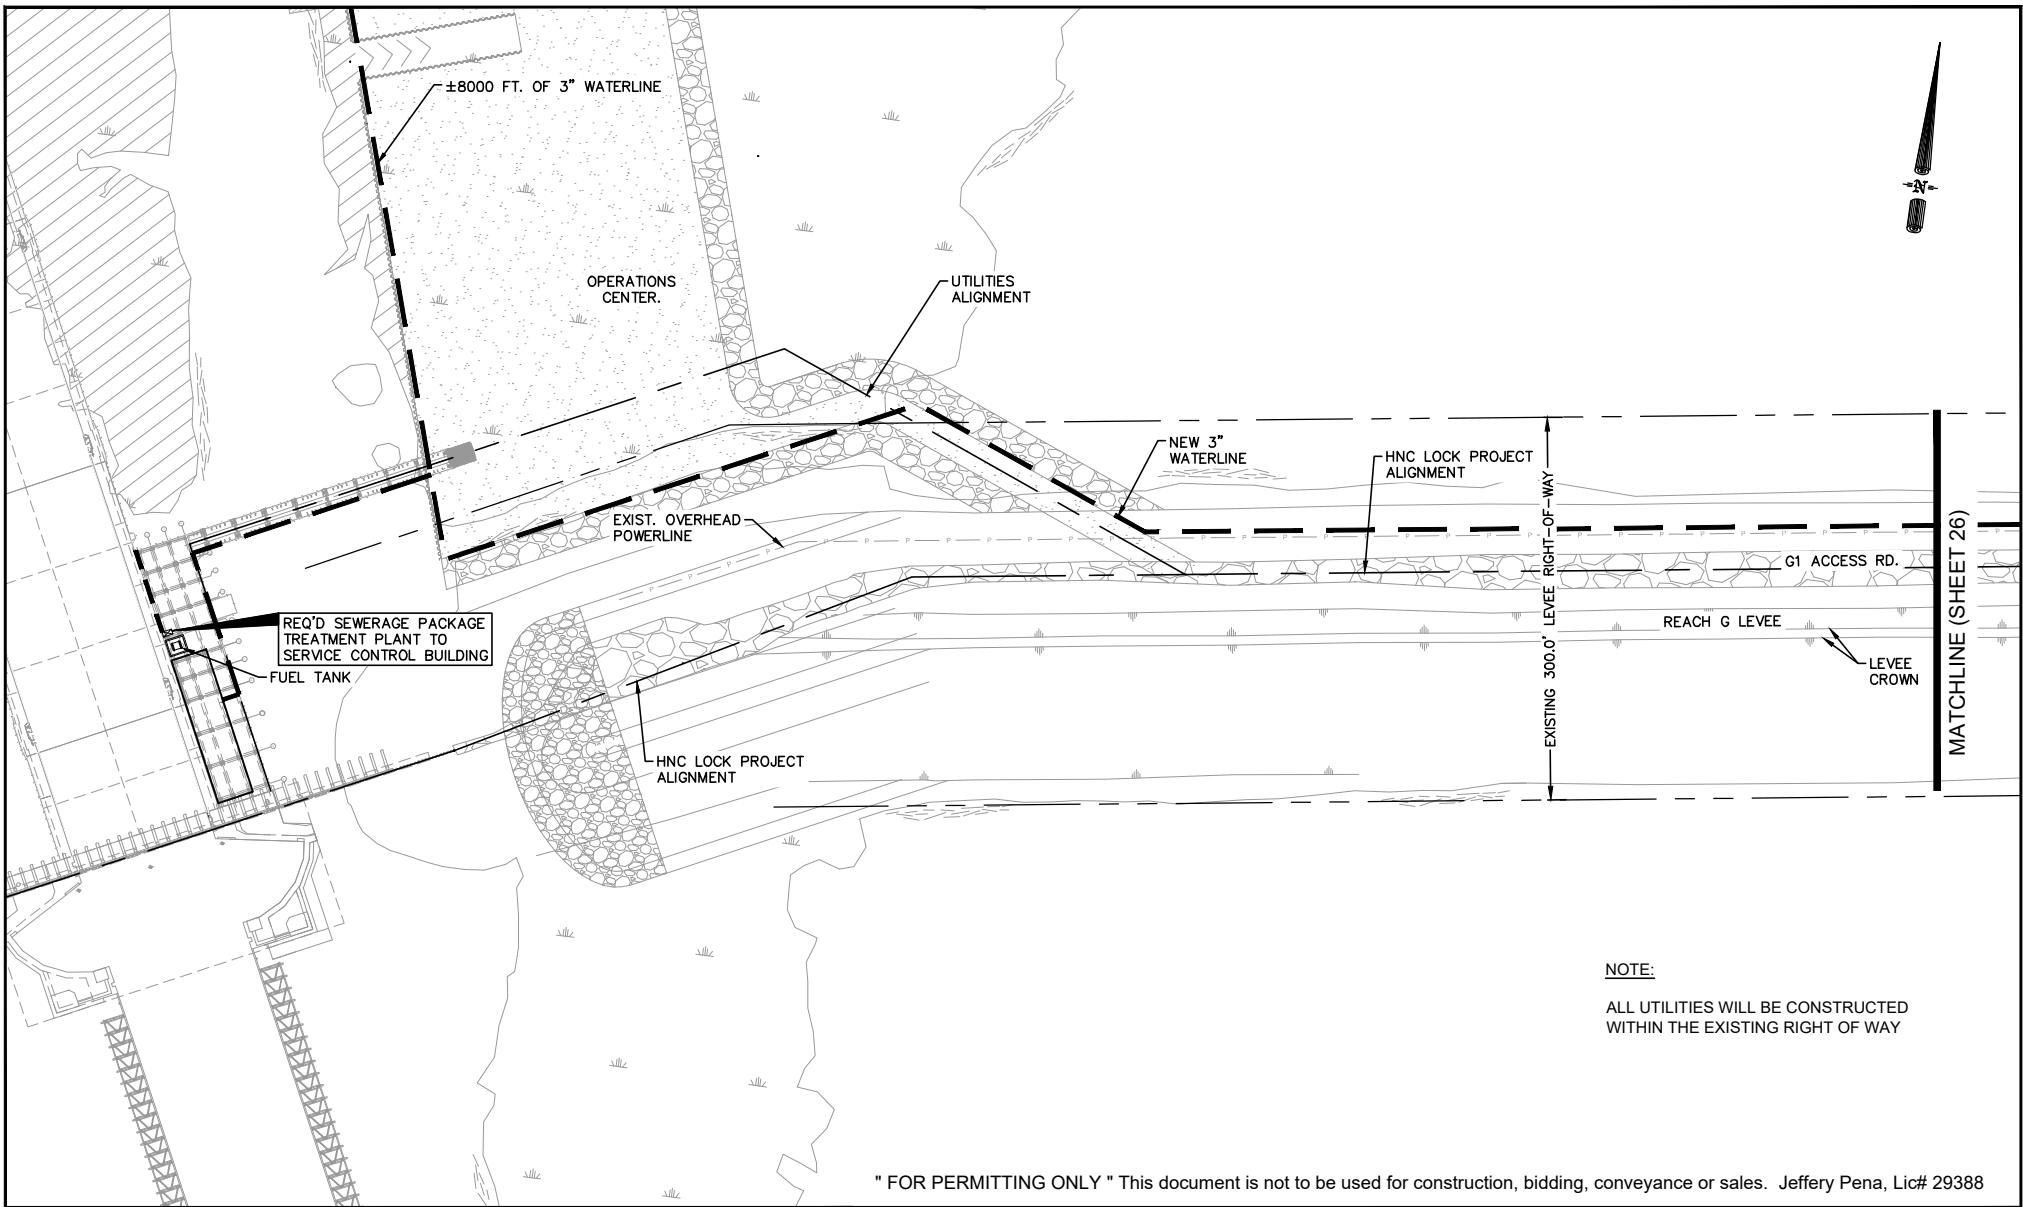 ±8000 FT. OF 3" WATERLINE
N
OPERATIONS
CENTER.
UTILITIES
ALIGNMENT
NEW 3"
WATERLINE
HNC LOCK PROJECT
ALIGNMENT
EXIST. OVERHEAD
POWERLINE
EXISTING 300.0' LEVEE RIGHT-OF-WAY
G1 ACCESS RD.
MATCHLINE (SHEET 26)
REQ'D SEWERAGE PACKAGE
TREATMENT PLANT TO
SERVICE CONTROL BUILDING
REACH G LEVEE
FUEL TANK
LEVEE
CROWN
HNC LOCK PROJECT
ALIGNMENT
NOTE:
ALL UTILITIES WILL BE CONSTRUCTED
WITHIN THE EXISTING RIGHT OF WAY
" FOR PERMITTING ONLY " This document is not to be used for construction, bidding, conveyance or sales. Jeffery Pena, Lic# 29388